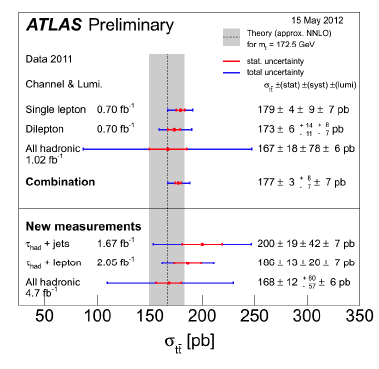 ATLAS Preliminary
15 May 2012
Theory (approx. NNLO)
for mₜ = 172.5 GeV
Data 2011
stat. uncertainty
total uncertainty
Channel & Lumi.
σ_tt̄ ±(stat) ±(syst) ±(lumi)
Single lepton 0.70 fb⁻¹ 179 ± 4 ± 9 ± 7 pb
Dilepton 0.70 fb⁻¹ 173 ± 6 +14 −11 +8 −7 pb
All hadronic 167 ± 18 ± 78 ± 6 pb
1.02 fb⁻¹
Combination 177 ± 3 +8 −7 ± 7 pb
New measurements
τ_had + jets 1.67 fb⁻¹ 200 ± 19 ± 42 ± 7 pb
τ_had + lepton 2.05 fb⁻¹ 186 ± 13 ± 20 ± 7 pb
All hadronic 168 ± 12 +60 −57 ± 6 pb
4.7 fb⁻¹
50 100 150 200 250 300 350
σ_tt̄ [pb]